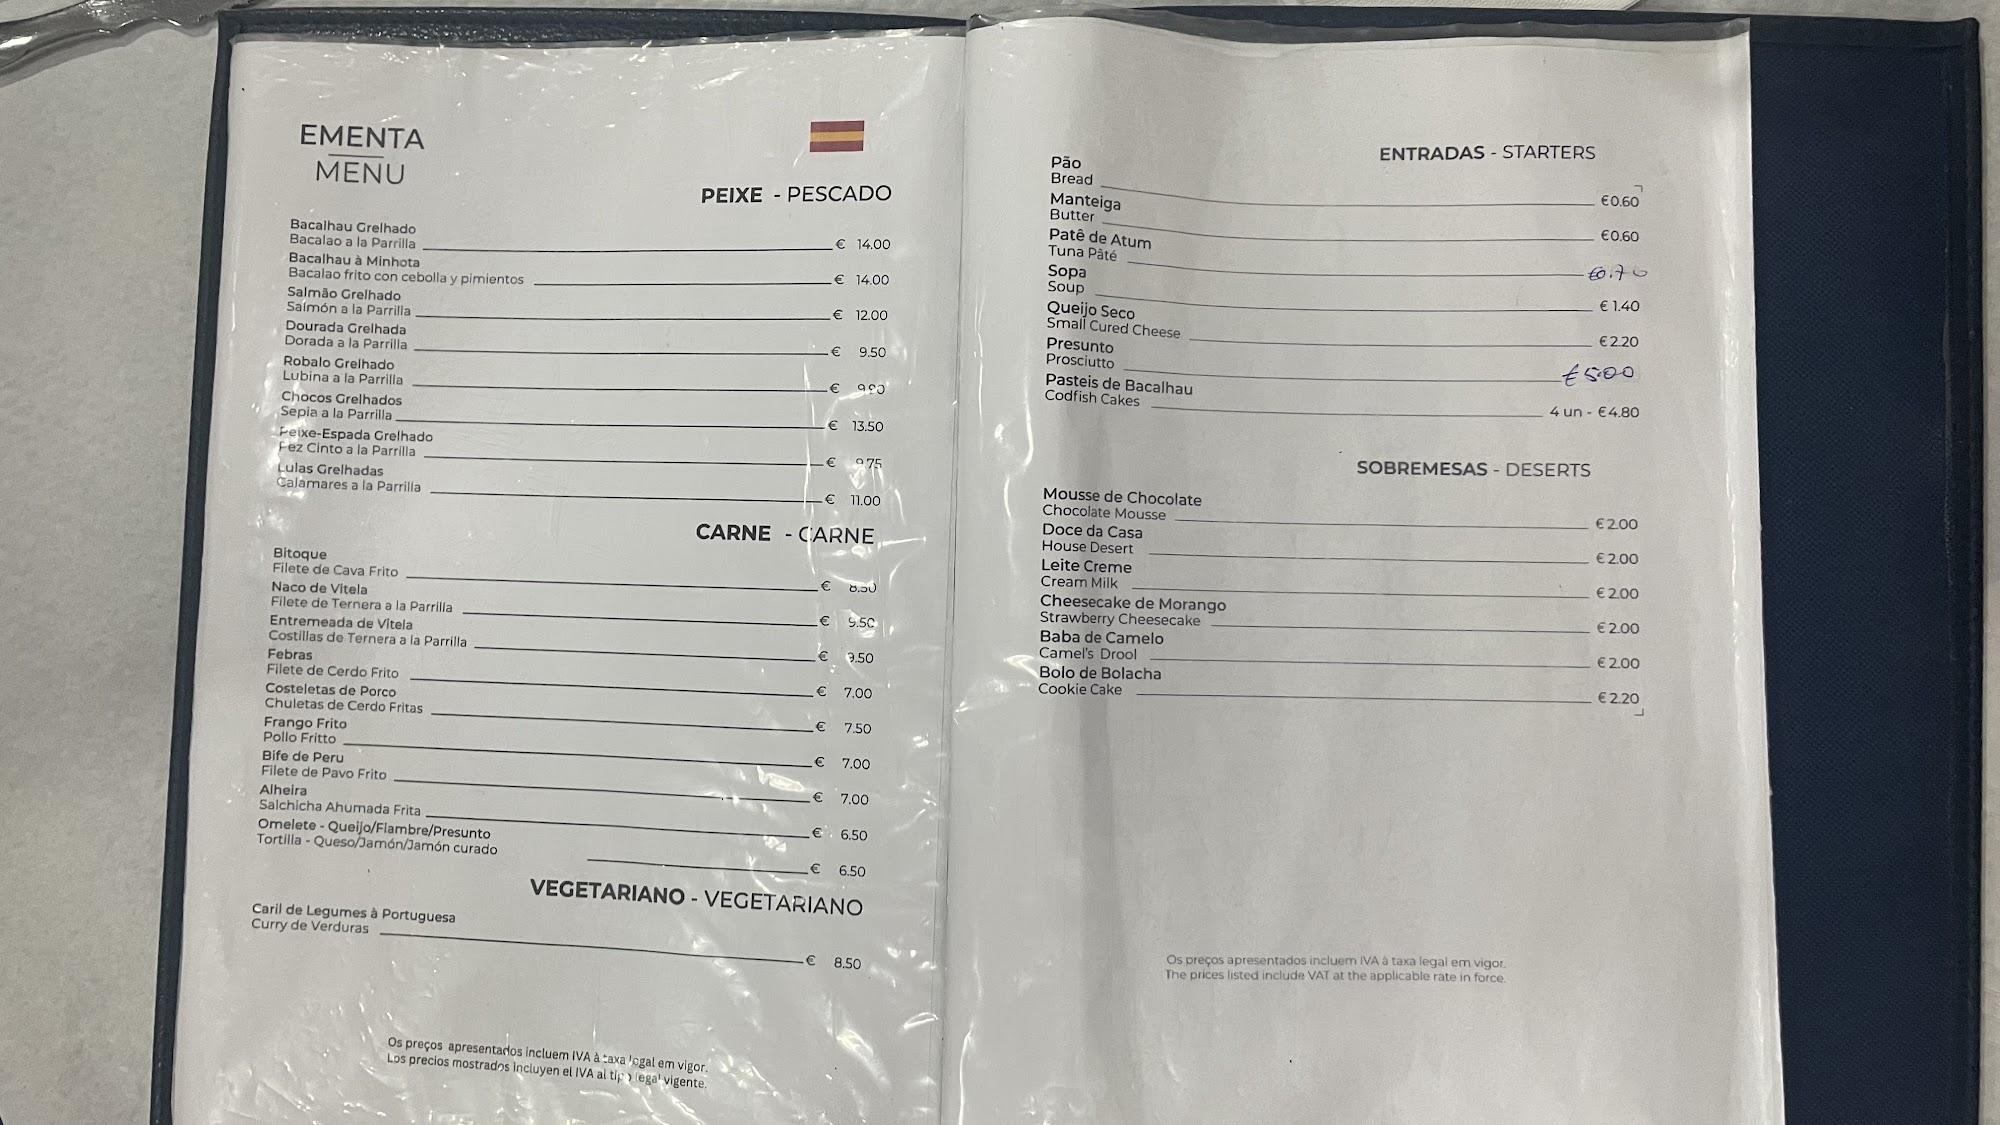 EMENTA
MENU
PEIXE - PESCADO
Bacalhau Grelhado
Bacalao a la Parrilla € 14.00
Bacalhau à Minhota
Bacalao frito con cebolla y pimientos € 14.00
Salmão Grelhado
Salmón a la Parrilla € 12.00
Dourada Grelhada
Dorada a la Parrilla € 9.50
Robalo Grelhado
Lubina a la Parrilla €
Chocos Grelhados
Sepia a la Parrilla € 13.50
Peixe-Espada Grelhado
Pez Cinto a la Parrilla € 9.75
Lulas Grelhadas
Calamares a la Parrilla € 11.00
CARNE - CARNE
Bitoque
Filete de Cava Frito € 8.50
Naco de Vitela
Filete de Ternera a la Parrilla € 9.50
Entremeada de Vitela
Costillas de Ternera a la Parrilla € 9.50
Febras
Filete de Cerdo Frito € 7.00
Costeletas de Porco
Chuletas de Cerdo Fritas € 7.50
Frango Frito
Pollo Fritto € 7.00
Bife de Peru
Filete de Pavo Frito € 7.00
Alheira
Salchicha Ahumada Frita € 6.50
Omelete - Queijo/Fiambre/Presunto
Tortilla - Queso/Jamón/Jamón curado € 6.50
VEGETARIANO - VEGETARIANO
Caril de Legumes à Portuguesa
Curry de Verduras € 8.50
Os preços apresentados incluem IVA à taxa legal em vigor.
Los precios mostrados incluyen el IVA al tipo legal vigente.
ENTRADAS - STARTERS
Pão
Bread €0.60
Manteiga
Butter €0.60
Patê de Atum
Tuna Pâté €0.70
Sopa
Soup €1.40
Queijo Seco
Small Cured Cheese €2.20
Presunto
Prosciutto €5.00
Pasteis de Bacalhau
Codfish Cakes 4 un - €4.80
SOBREMESAS - DESERTS
Mousse de Chocolate
Chocolate Mousse €2.00
Doce da Casa
House Desert €2.00
Leite Creme
Cream Milk €2.00
Cheesecake de Morango
Strawberry Cheesecake €2.00
Baba de Camelo
Camel's Drool €2.00
Bolo de Bolacha
Cookie Cake €2.20
Os preços apresentados incluem IVA à taxa legal em vigor.
The prices listed include VAT at the applicable rate in force.